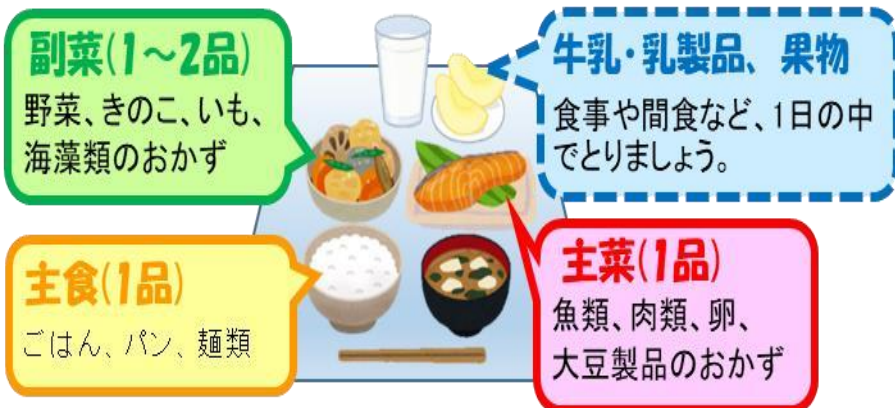 副菜(1～2品)
野菜、きのこ、いも、
海藻類のおかず
牛乳・乳製品、果物
食事や間食など、1日の中
でとりましょう。
主食(1品)
ごはん、パン、麺類
主菜(1品)
魚類、肉類、卵、
大豆製品のおかず